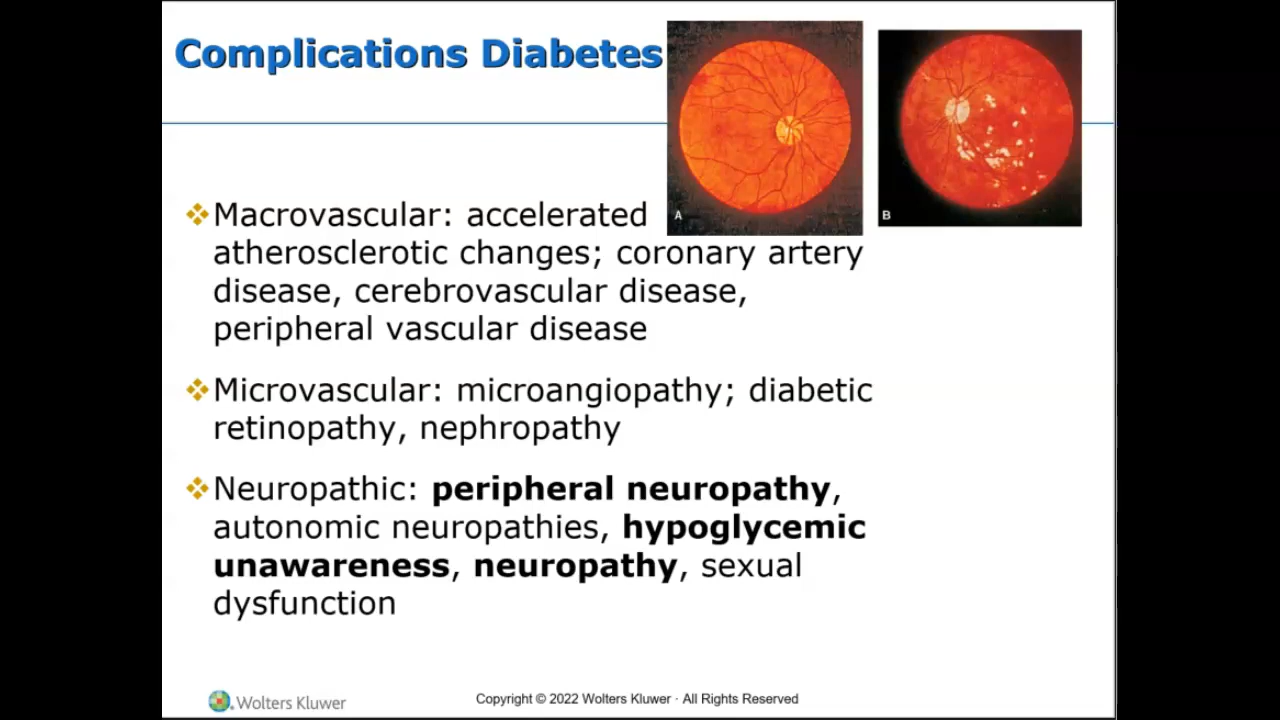 Complications Diabetes
A
B
❖Macrovascular: accelerated
atherosclerotic changes; coronary artery
disease, cerebrovascular disease,
peripheral vascular disease
❖Microvascular: microangiopathy; diabetic
retinopathy, nephropathy
❖Neuropathic: peripheral neuropathy,
autonomic neuropathies, hypoglycemic
unawareness, neuropathy, sexual
dysfunction
Wolters Kluwer
Copyright © 2022 Wolters Kluwer · All Rights Reserved